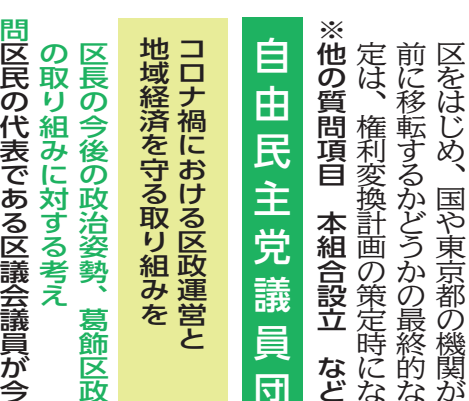 区をはじめ、国や東京都の機関が
前に移転するかどうかの最終的な
定は、権利変換計画の策定時にな
※他の質問項目 本組合設立 など
自由民主党議員団
コロナ禍における区政運営と
地域経済を守る取り組みを
区長の今後の政治姿勢、葛飾区政
の取り組みに対する考え
問区民の代表である区議会議員が今